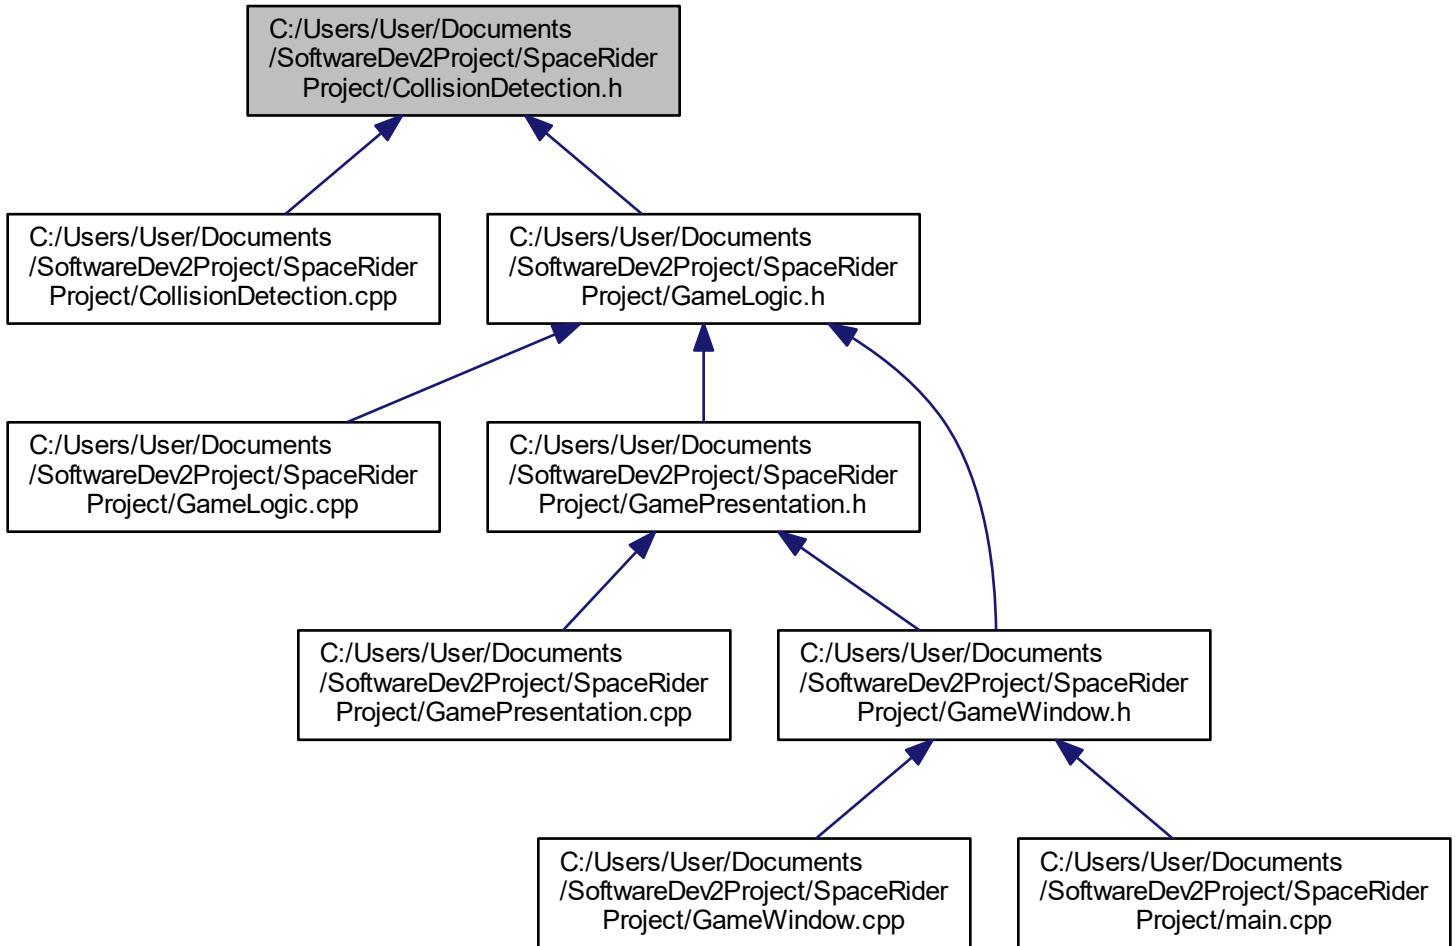 C:/Users/User/Documents
/SoftwareDev2Project/SpaceRider
Project/CollisionDetection.h
C:/Users/User/Documents
/SoftwareDev2Project/SpaceRider
Project/CollisionDetection.cpp
C:/Users/User/Documents
/SoftwareDev2Project/SpaceRider
Project/GameLogic.h
C:/Users/User/Documents
/SoftwareDev2Project/SpaceRider
Project/GameLogic.cpp
C:/Users/User/Documents
/SoftwareDev2Project/SpaceRider
Project/GamePresentation.h
C:/Users/User/Documents
/SoftwareDev2Project/SpaceRider
Project/GamePresentation.cpp
C:/Users/User/Documents
/SoftwareDev2Project/SpaceRider
Project/GameWindow.h
C:/Users/User/Documents
/SoftwareDev2Project/SpaceRider
Project/GameWindow.cpp
C:/Users/User/Documents
/SoftwareDev2Project/SpaceRider
Project/main.cpp